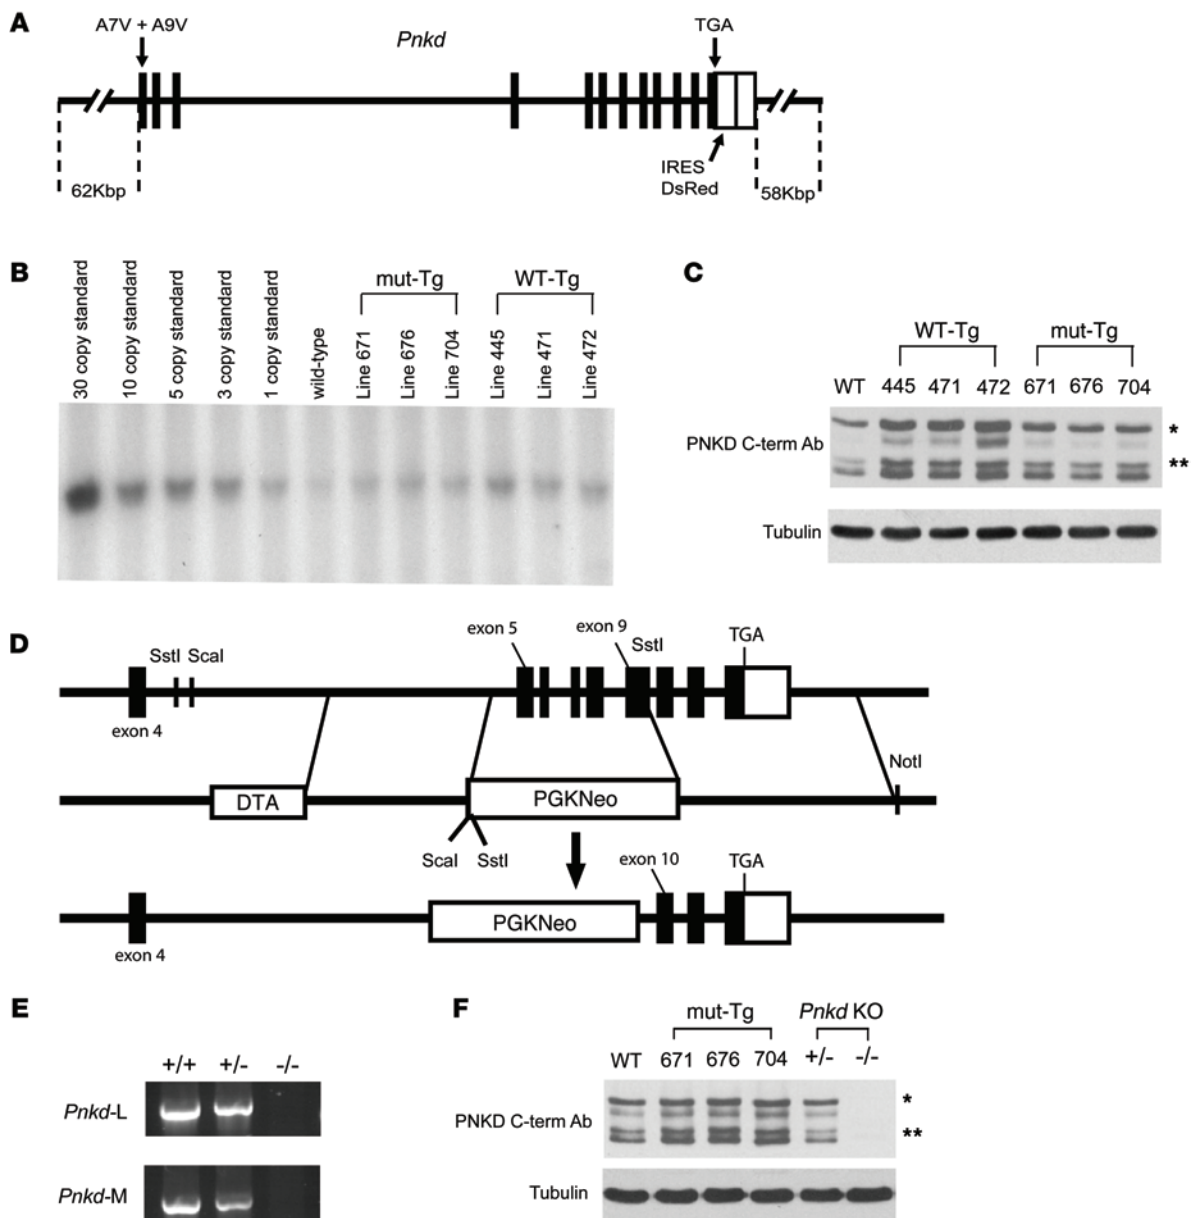 A
A7V + A9V
Pnkd
TGA
IRES
DsRed
62Kbp
58Kbp
B
30 copy standard
10 copy standard
5 copy standard
3 copy standard
1 copy standard
wild-type
mut-Tg
Line 671
Line 676
Line 704
WT-Tg
Line 445
Line 471
Line 472
C
WT-Tg
mut-Tg
WT 445 471 472 671 676 704
PNKD C-term Ab
*
**
Tubulin
D
exon 5
exon 9
SstI
TGA
SstI ScaI
exon 4
NotI
DTA
PGKNeo
ScaI SstI
exon 10
TGA
PGKNeo
exon 4
E
+/+ +/- -/-
Pnkd-L
Pnkd-M
F
mut-Tg
Pnkd KO
WT 671 676 704 +/- -/-
PNKD C-term Ab
*
**
Tubulin